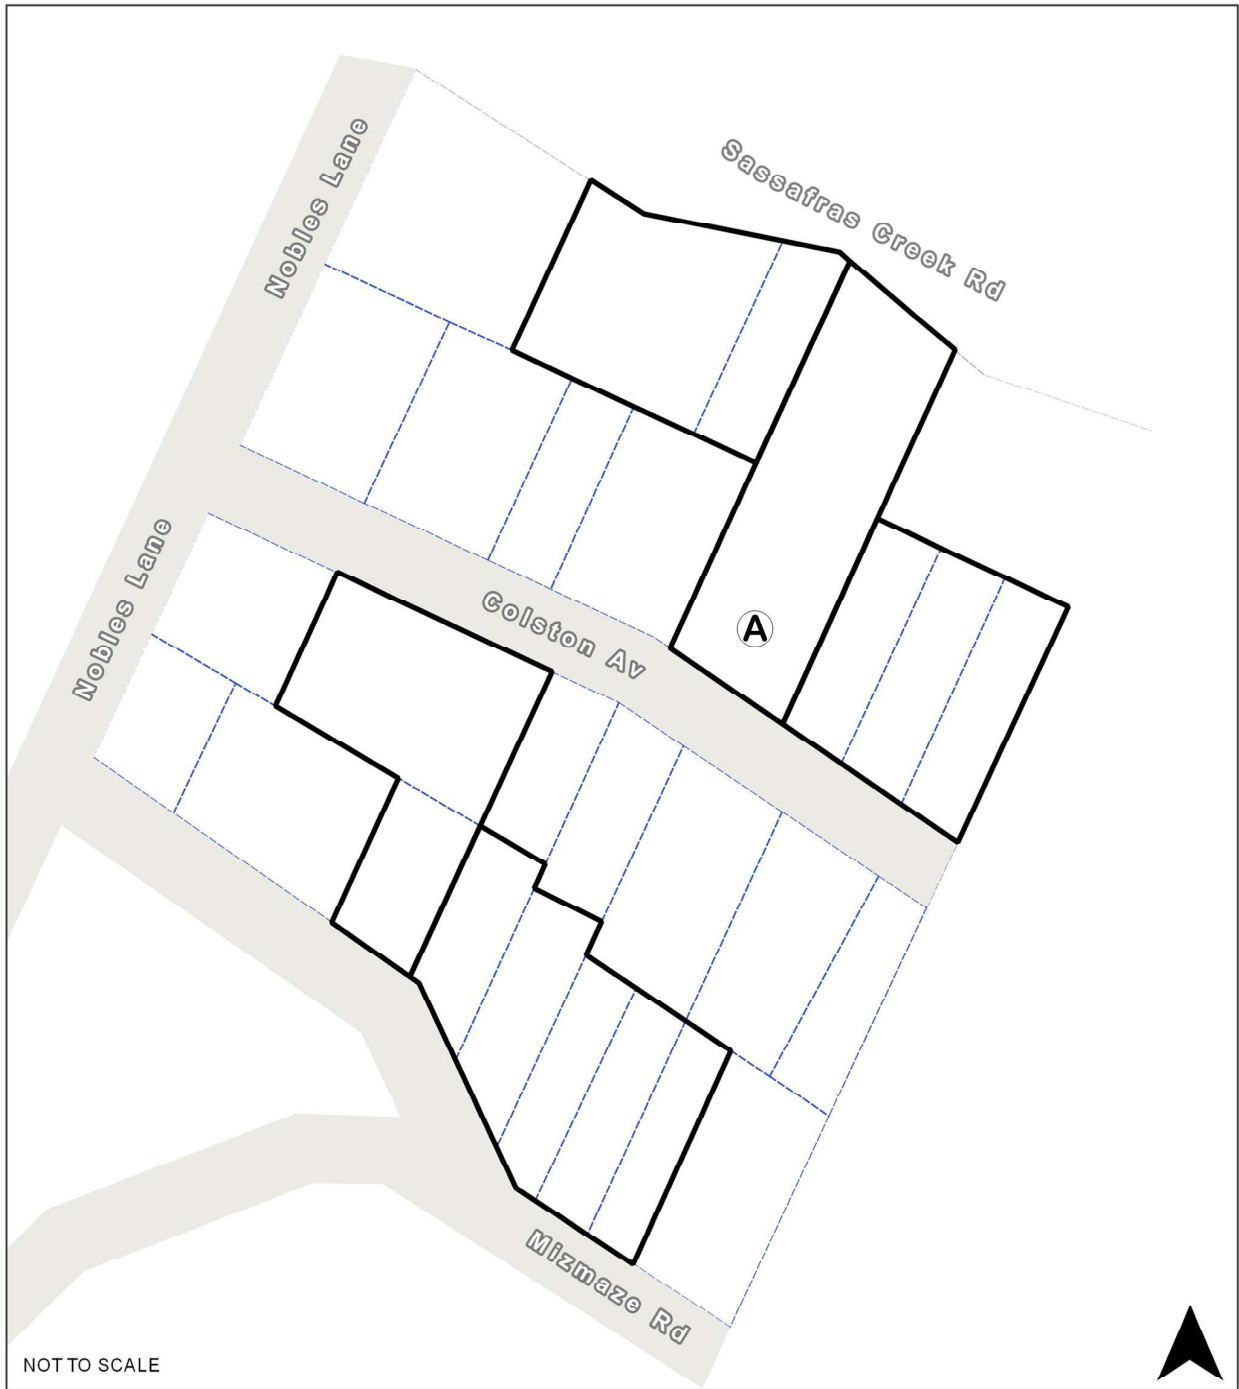 Nobles Lane
Sassafras Creek Rd
Nobles Lane
Colston Av
A
Mizmaze Rd
NOT TO SCALE